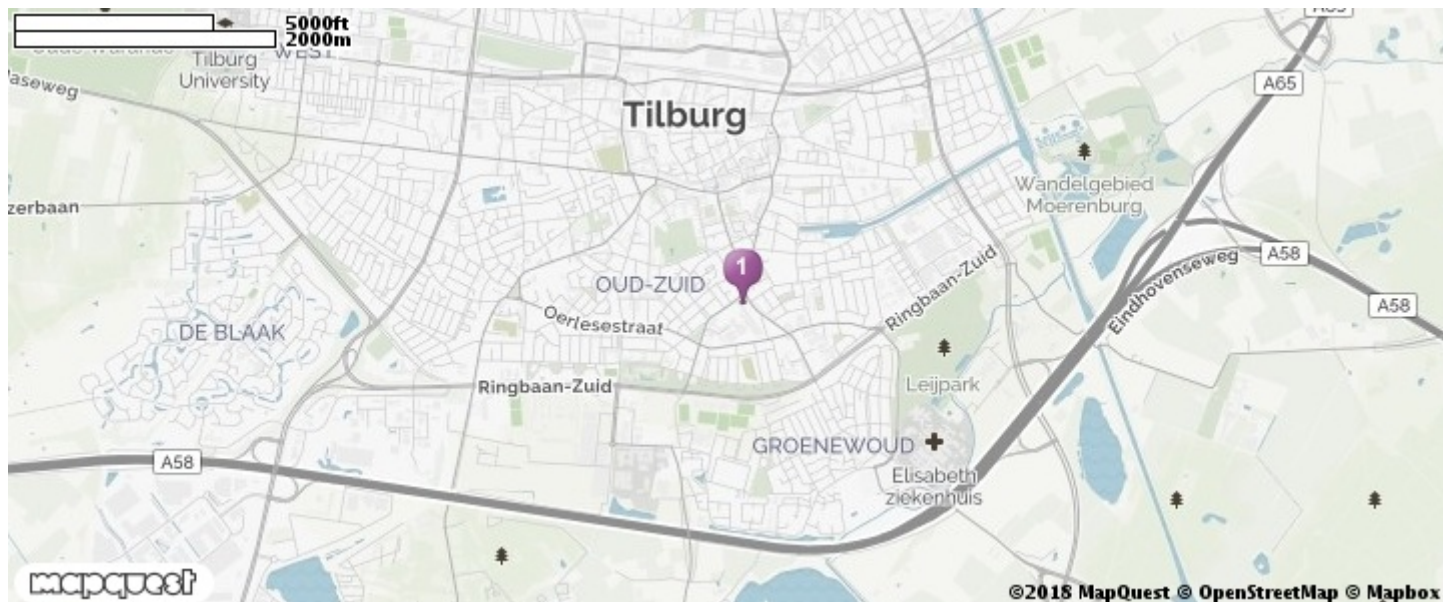 5000ft
2000m
WEST
Tilburg
University
Tilburg
A65
Wandelgebied
Moerenburg
zerbaan
OUD-ZUID
1
Ringbaan-Zuid
Eindhovenseweg
A58
A58
DE BLAAK
Oerlesestraat
Ringbaan-Zuid
Leijpark
GROENEWOUD
A58
Elisabeth
ziekenhuis
mapquest
©2018 MapQuest © OpenStreetMap © Mapbox